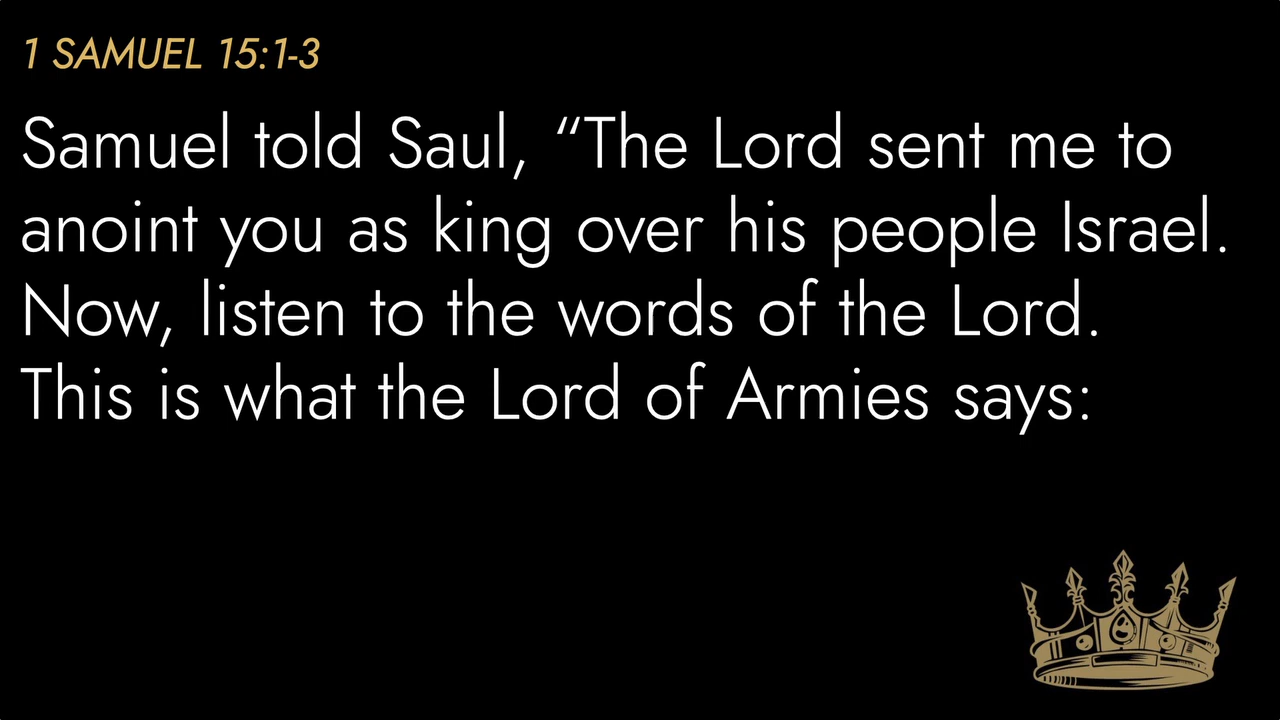 1 SAMUEL 15:1-3
Samuel told Saul, “The Lord sent me to
anoint you as king over his people Israel.
Now, listen to the words of the Lord.
This is what the Lord of Armies says: